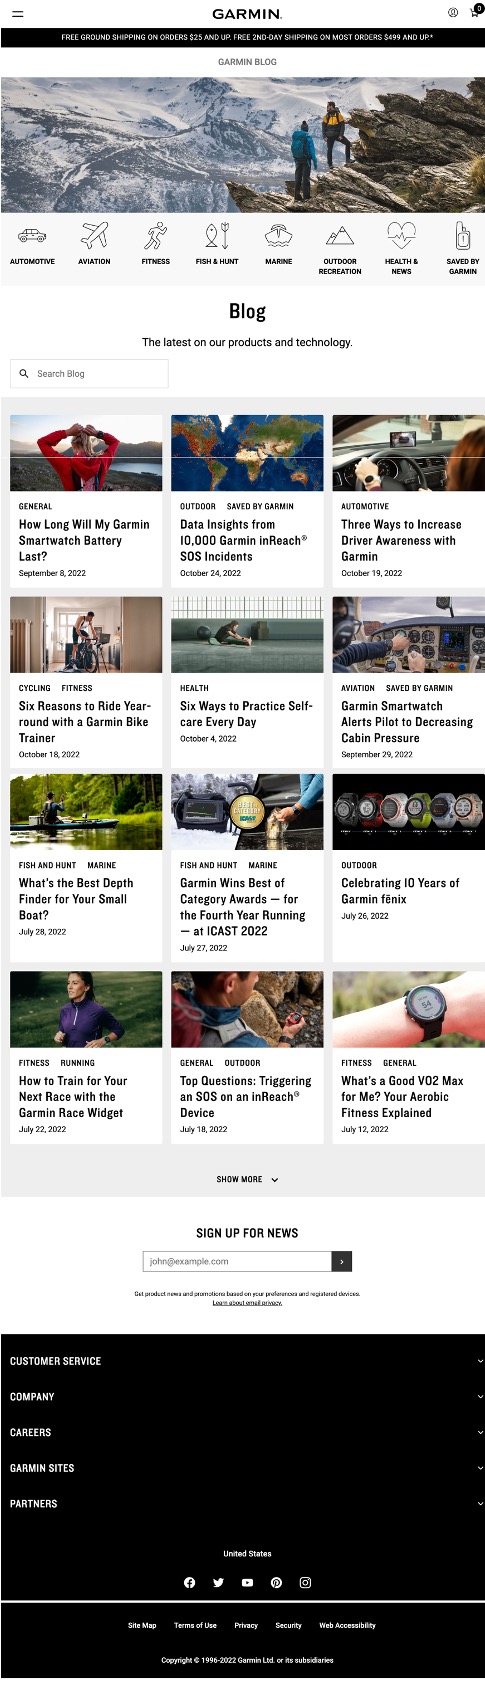 GARMIN.
0
FREE GROUND SHIPPING ON ORDERS $25 AND UP. FREE 2ND-DAY SHIPPING ON MOST ORDERS $499 AND UP.*
GARMIN BLOG
AUTOMOTIVE
AVIATION
FITNESS
FISH & HUNT
MARINE
OUTDOOR
RECREATION
HEALTH &
NEWS
SAVED BY
GARMIN
Blog
The latest on our products and technology.
Search Blog
GENERAL
How Long Will My Garmin
Smartwatch Battery
Last?
September 8, 2022
OUTDOOR SAVED BY GARMIN
Data Insights from
10,000 Garmin inReach®
SOS Incidents
October 24, 2022
AUTOMOTIVE
Three Ways to Increase
Driver Awareness with
Garmin
October 19, 2022
CYCLING FITNESS
Six Reasons to Ride Year-
round with a Garmin Bike
Trainer
October 18, 2022
HEALTH
Six Ways to Practice Self-
care Every Day
October 4, 2022
AVIATION SAVED BY GARMIN
Garmin Smartwatch
Alerts Pilot to Decreasing
Cabin Pressure
September 29, 2022
FISH AND HUNT MARINE
What's the Best Depth
Finder for Your Small
Boat?
July 28, 2022
BEST OF
CATEGORY
ICAST
FISH AND HUNT MARINE
Garmin Wins Best of
Category Awards — for
the Fourth Year Running
— at ICAST 2022
July 27, 2022
OUTDOOR
Celebrating 10 Years of
Garmin fēnix
July 26, 2022
FITNESS RUNNING
How to Train for Your
Next Race with the
Garmin Race Widget
July 22, 2022
GENERAL OUTDOOR
Top Questions: Triggering
an SOS on an inReach®
Device
July 18, 2022
54
FITNESS GENERAL
What's a Good VO2 Max
for Me? Your Aerobic
Fitness Explained
July 12, 2022
SHOW MORE
SIGN UP FOR NEWS
john@example.com
Get product news and promotions based on your preferences and registered devices.
Learn about email privacy.
CUSTOMER SERVICE
COMPANY
CAREERS
GARMIN SITES
PARTNERS
United States
Site Map Terms of Use Privacy Security Web Accessibility
Copyright © 1996-2022 Garmin Ltd. or its subsidiaries